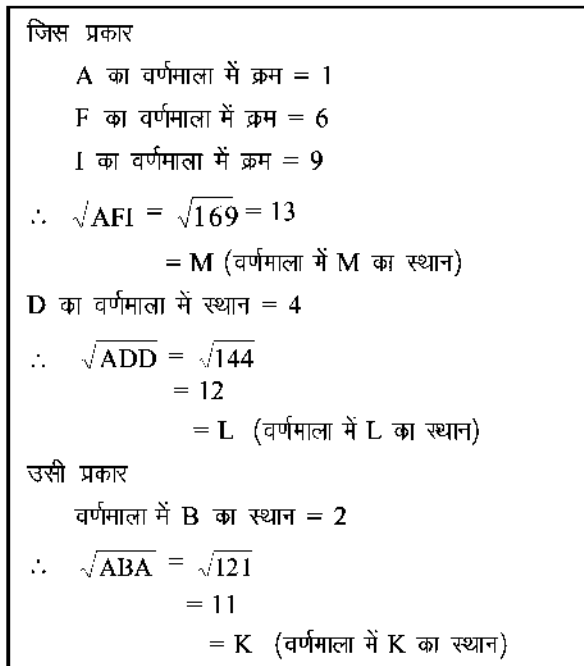 जिस प्रकार
A का वर्णमाला में क्रम = 1
F का वर्णमाला में क्रम = 6
I का वर्णमाला में क्रम = 9
∴ √AFI = √169 = 13
= M (वर्णमाला में M का स्थान)
D का वर्णमाला में स्थान = 4
∴ √ADD = √144
= 12
= L (वर्णमाला में L का स्थान)
उसी प्रकार
वर्णमाला में B का स्थान = 2
∴ √ABA = √121
= 11
= K (वर्णमाला में K का स्थान)